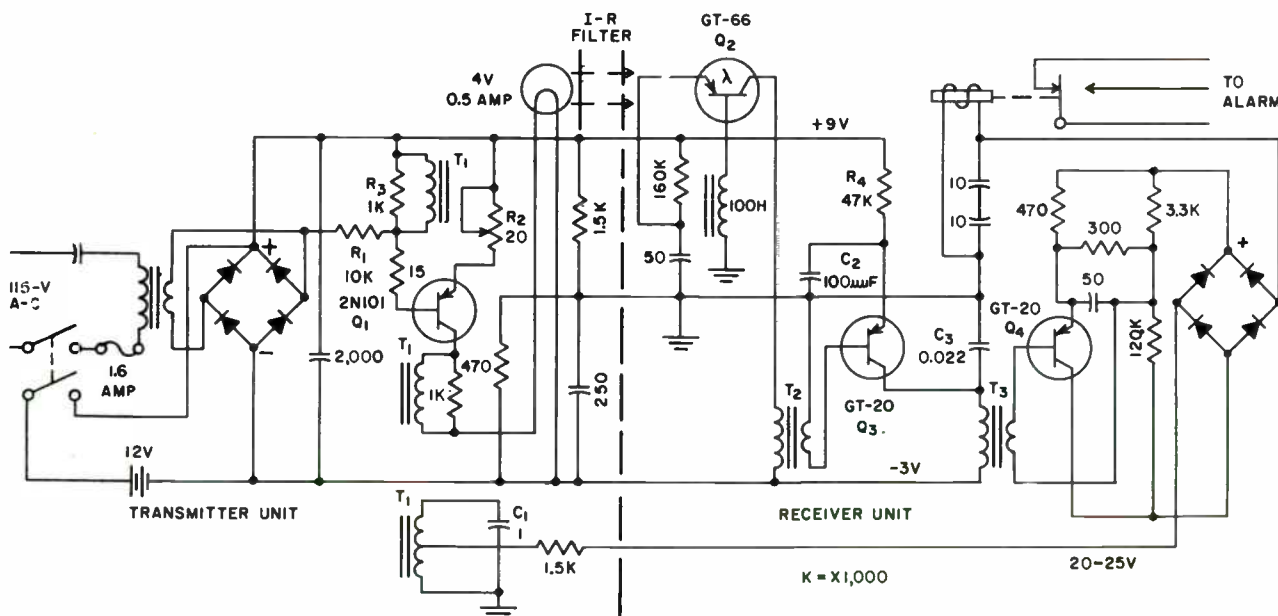 I-R
FILTER
GT-66
Q2
λ
4V
0.5 AMP
TO
ALARM
+9V
T1
R3
1K
R2
20
R1
10K
15
2N101
Q1
1.5K
160K
100H
50
R4
47K
C2
100μμF
10
10
470
3.3K
300
50
+
+
115-V
A-C
1.6
AMP
-
2,000
T1
1K
470
250
GT-20
Q3
C3
0.022
GT-20
Q4
120K
T2
T3
12V
-3V
TRANSMITTER UNIT
RECEIVER UNIT
T1
C1
1
1.5K
20-25V
K = X1,000